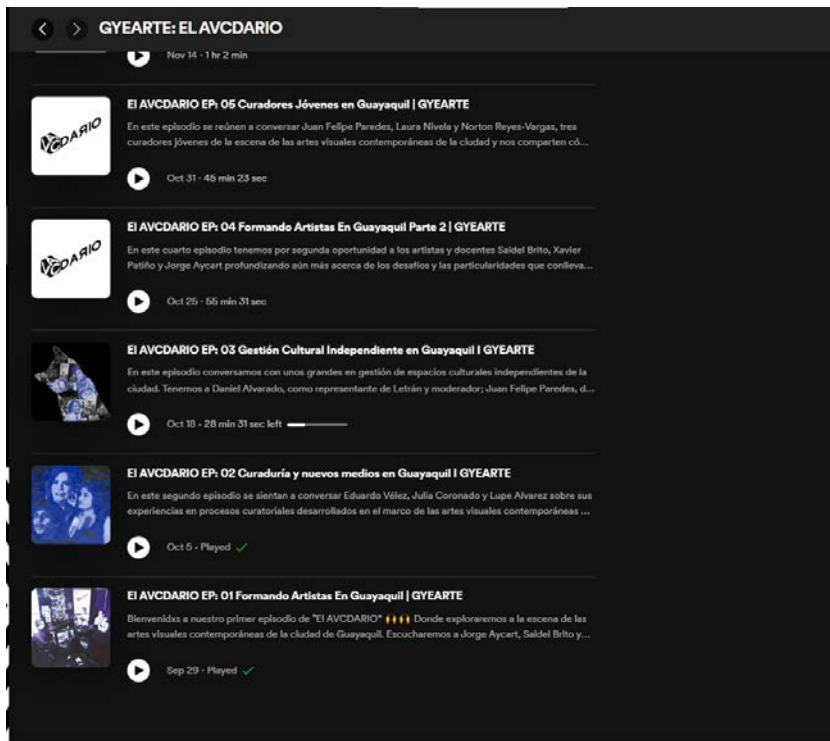 GYEARTE: EL AVCDARIO
Nov 14 · 1 hr 2 min
El AVCDARIO EP: 05 Curadores Jóvenes en Guayaquil | GYEARTE
En este episodio se reúnen a conversar Juan Felipe Paredes, Laura Nivela y Norton Reyes-Vargas, tres
curadores jóvenes de la escena de las artes visuales contemporáneas de la ciudad y nos comparten có...
VCDARIO
Oct 31 · 45 min 23 sec
El AVCDARIO EP: 04 Formando Artistas En Guayaquil Parte 2 | GYEARTE
En este cuarto episodio tenemos por segunda oportunidad a los artistas y docentes Saidel Brito, Xavier
Patiño y Jorge Aycart profundizando aún más acerca de los desafíos y las particularidades que conlleva...
VCDARIO
Oct 25 · 55 min 31 sec
El AVCDARIO EP: 03 Gestión Cultural Independiente en Guayaquil I GYEARTE
En este episodio conversamos con unos grandes en gestión de espacios culturales independientes de la
ciudad. Tenemos a Daniel Alvarado, como representante de Letrán y moderador; Juan Felipe Paredes, d...
Oct 18 · 28 min 31 sec left
El AVCDARIO EP: 02 Curaduría y nuevos medios en Guayaquil I GYEARTE
En este segundo episodio se sientan a conversar Eduardo Vélez, Julia Coronado y Lupe Alvarez sobre sus
experiencias en procesos curatoriales desarrollados en el marco de las artes visuales contemporáneas ...
Oct 5 · Played
El AVCDARIO EP: 01 Formando Artistas En Guayaquil | GYEARTE
Bienvenidxs a nuestro primer episodio de "El AVCDARIO" 🙌🙌 Donde exploraremos a la escena de las
artes visuales contemporáneas de la ciudad de Guayaquil. Escucharemos a Jorge Aycart, Saidel Brito y...
Sep 29 · Played